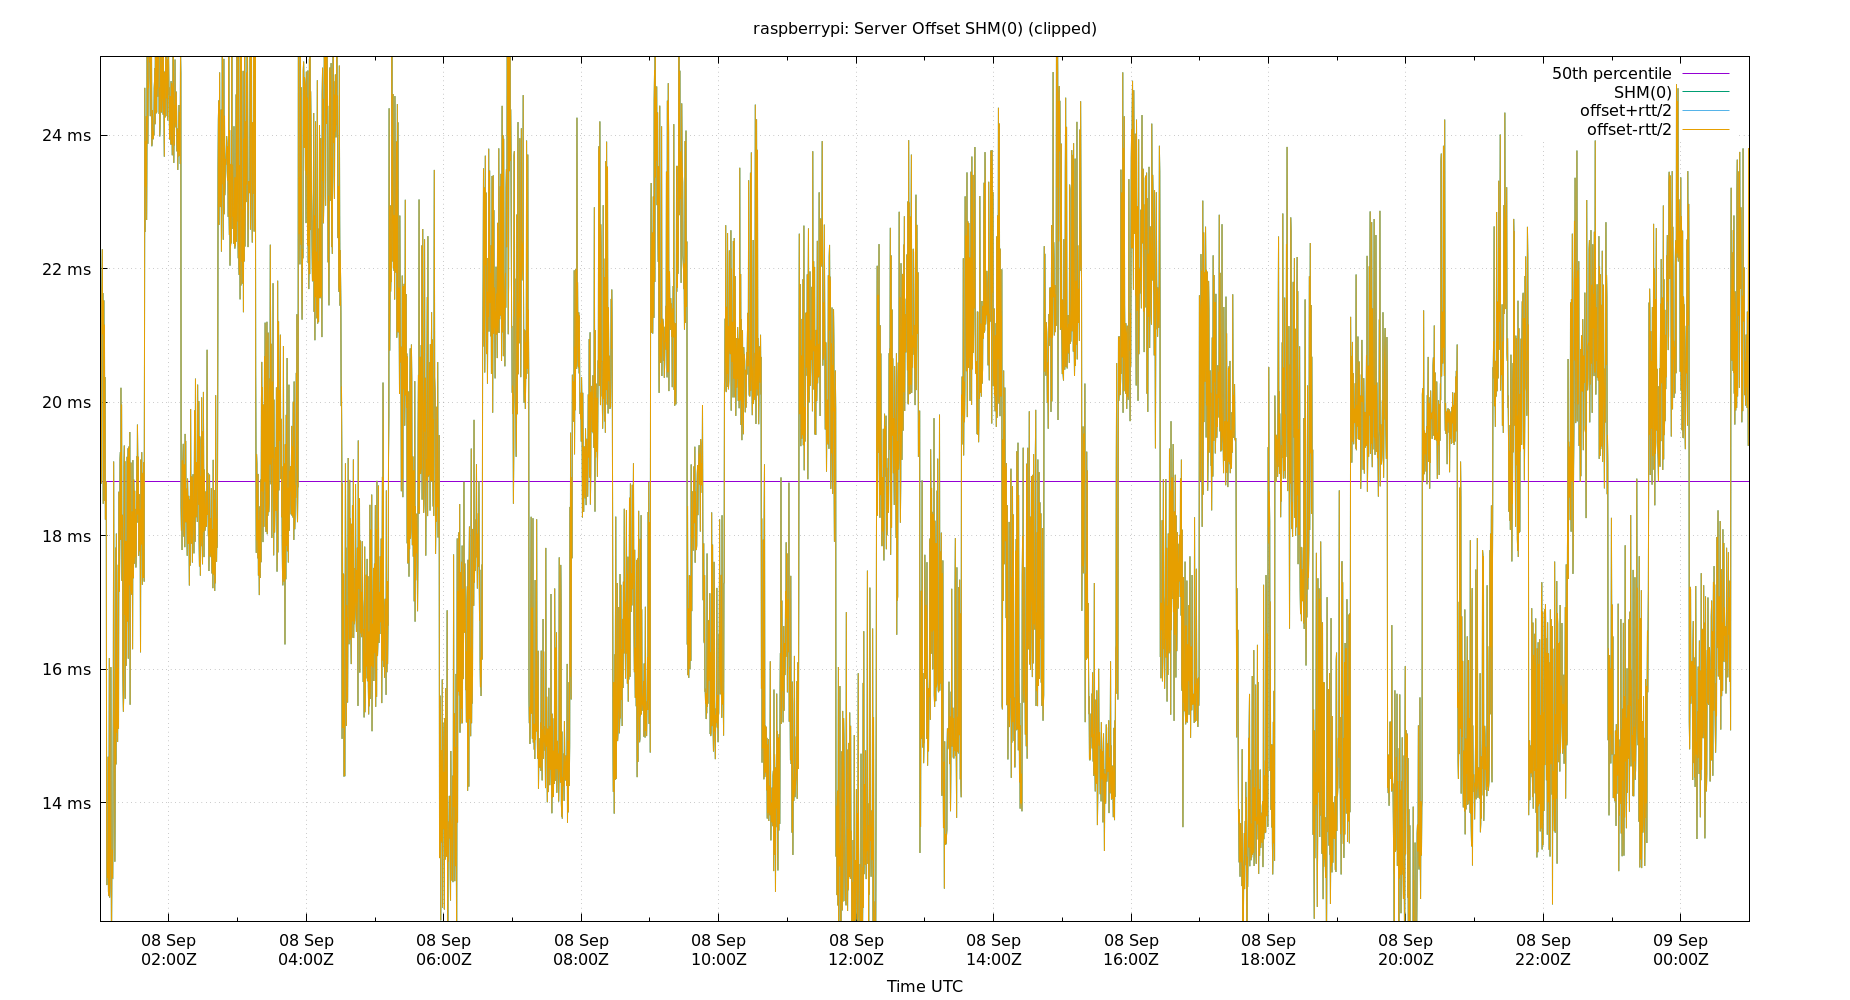 raspberrypi: Server Offset SHM(0) (clipped)
50th percentile
SHM(0)
offset+rtt/2
offset-rtt/2
24 ms
22 ms
20 ms
18 ms
16 ms
14 ms
08 Sep 08 Sep 08 Sep 08 Sep 08 Sep 08 Sep 08 Sep 08 Sep 08 Sep 08 Sep 08 Sep 09 Sep
02:00Z 04:00Z 06:00Z 08:00Z 10:00Z 12:00Z 14:00Z 16:00Z 18:00Z 20:00Z 22:00Z 00:00Z
Time UTC